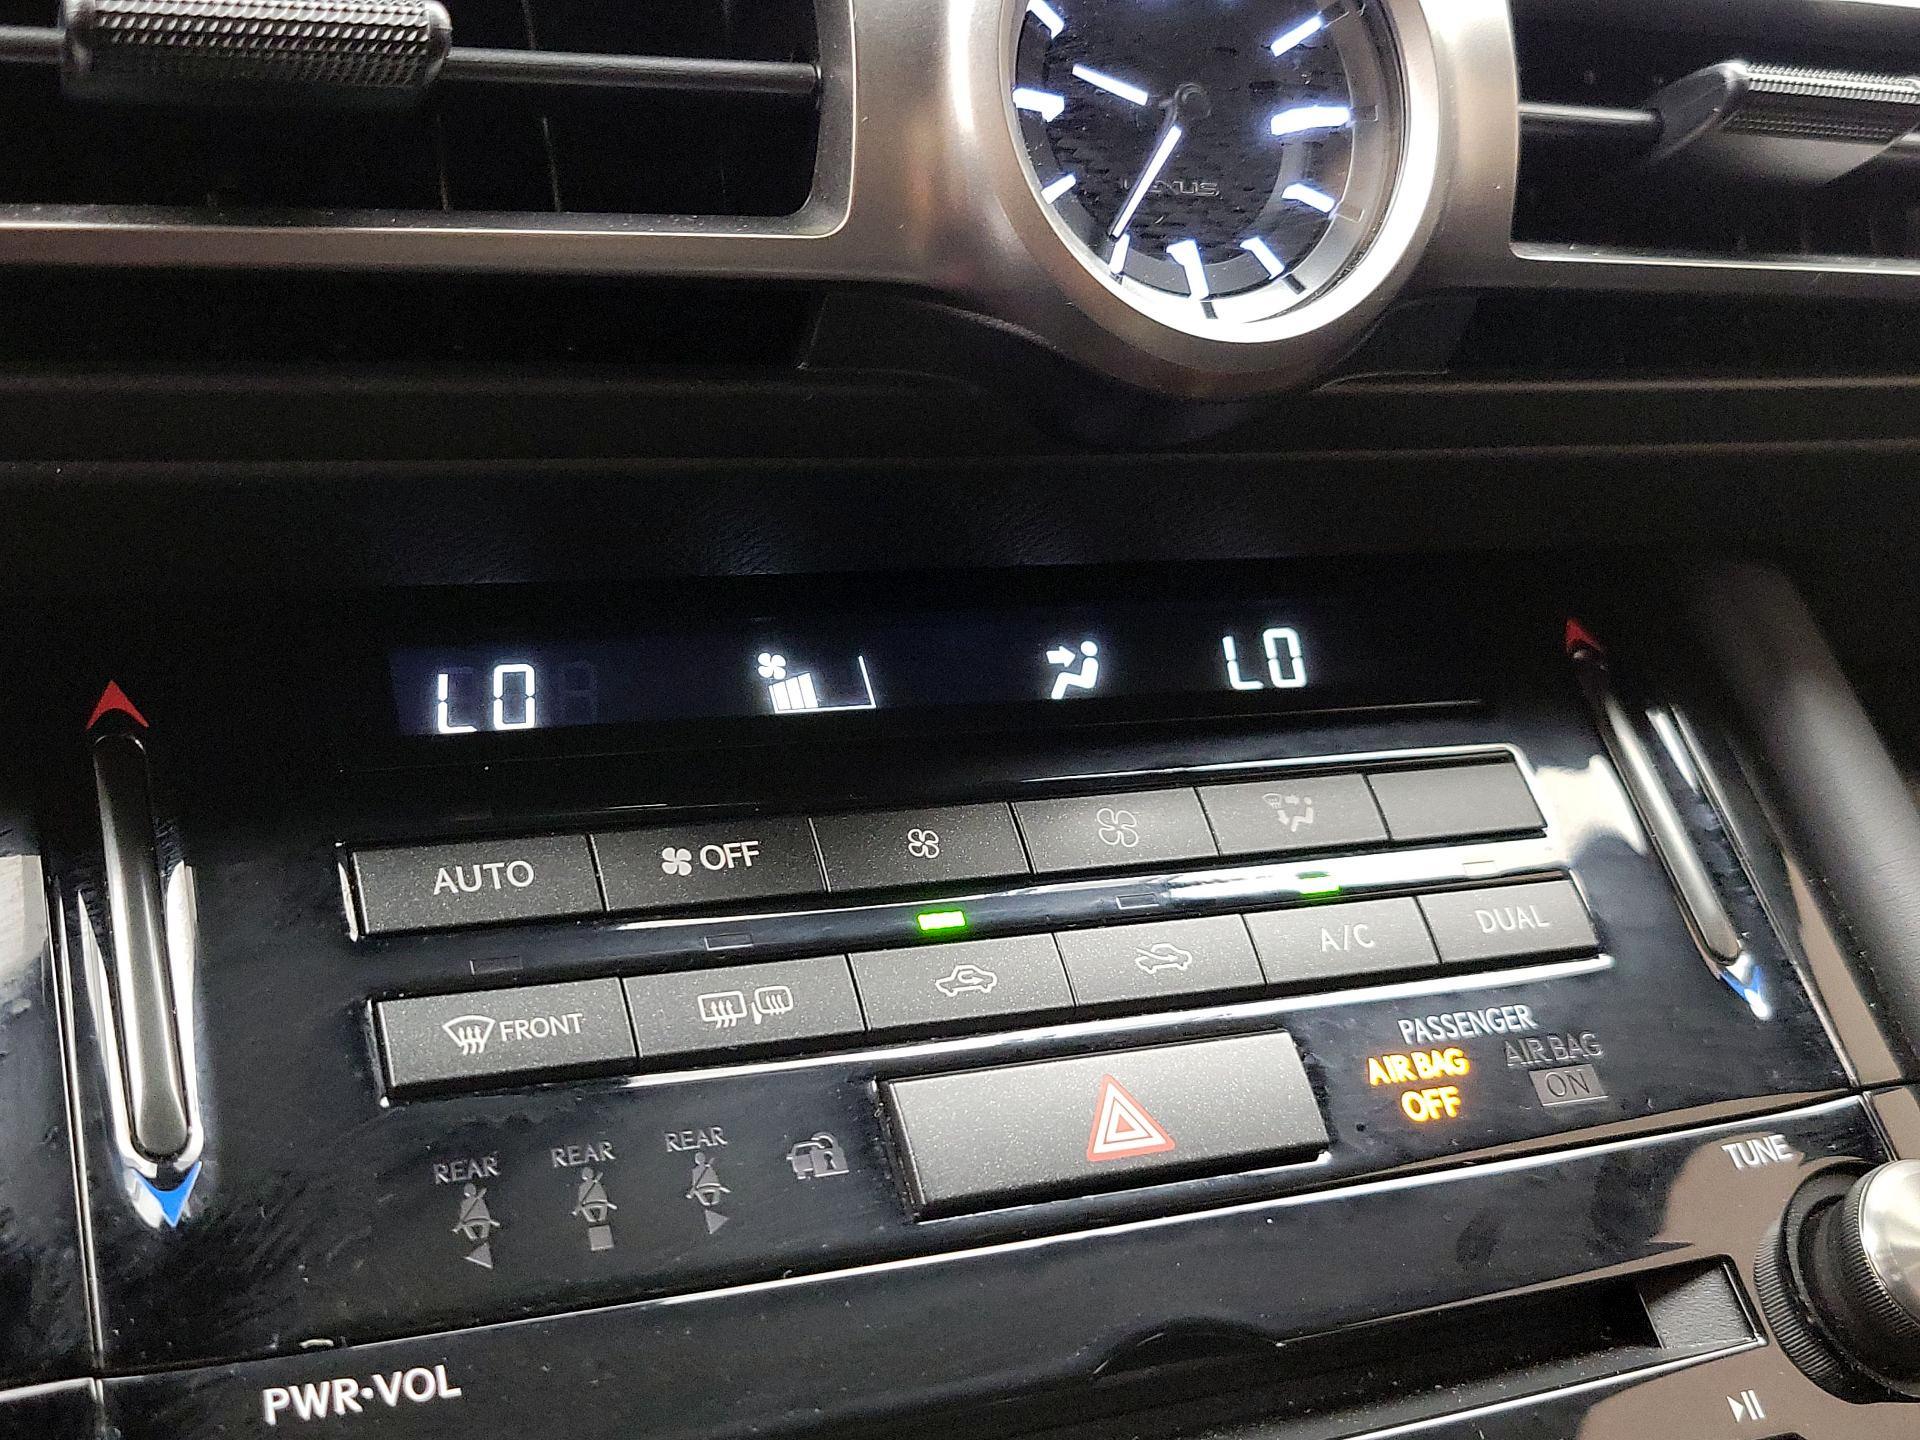 LEXUS
LO LO
AUTO OFF
FRONT A/C DUAL
PASSENGER
AIR BAG OFF AIR BAG ON
REAR REAR REAR
TUNE
PWR•VOL